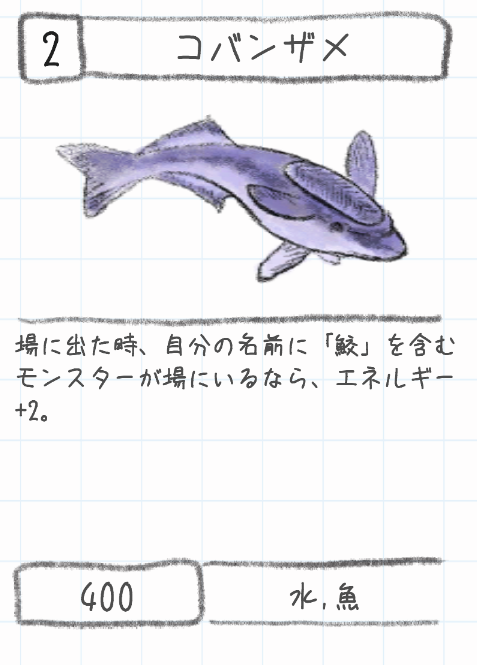 2
コバンザメ
場に出た時、自分の名前に「鮫」を含む
モンスターが場にいるなら、エネルギー
+2。
400
水,魚